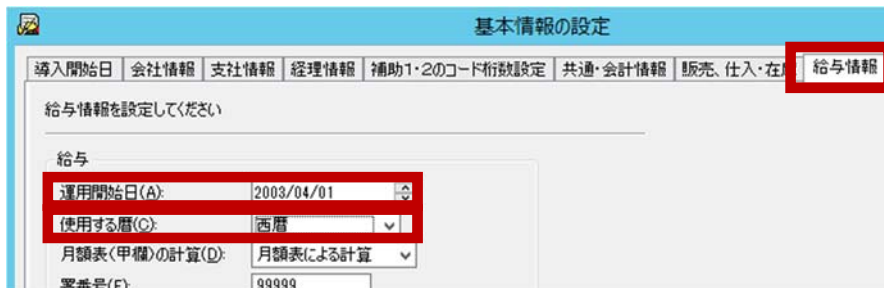 基本情報の設定
導入開始日 会社情報 支社情報 経理情報 補助1・2のコード桁数設定 共通・会計情報 販売、仕入・在 給与情報
給与情報を設定してください
給与
運用開始日(A): 2003/04/01
使用する暦(C): 西暦
月額表(甲欄)の計算(D): 月額表による計算
署番号(E): 99999